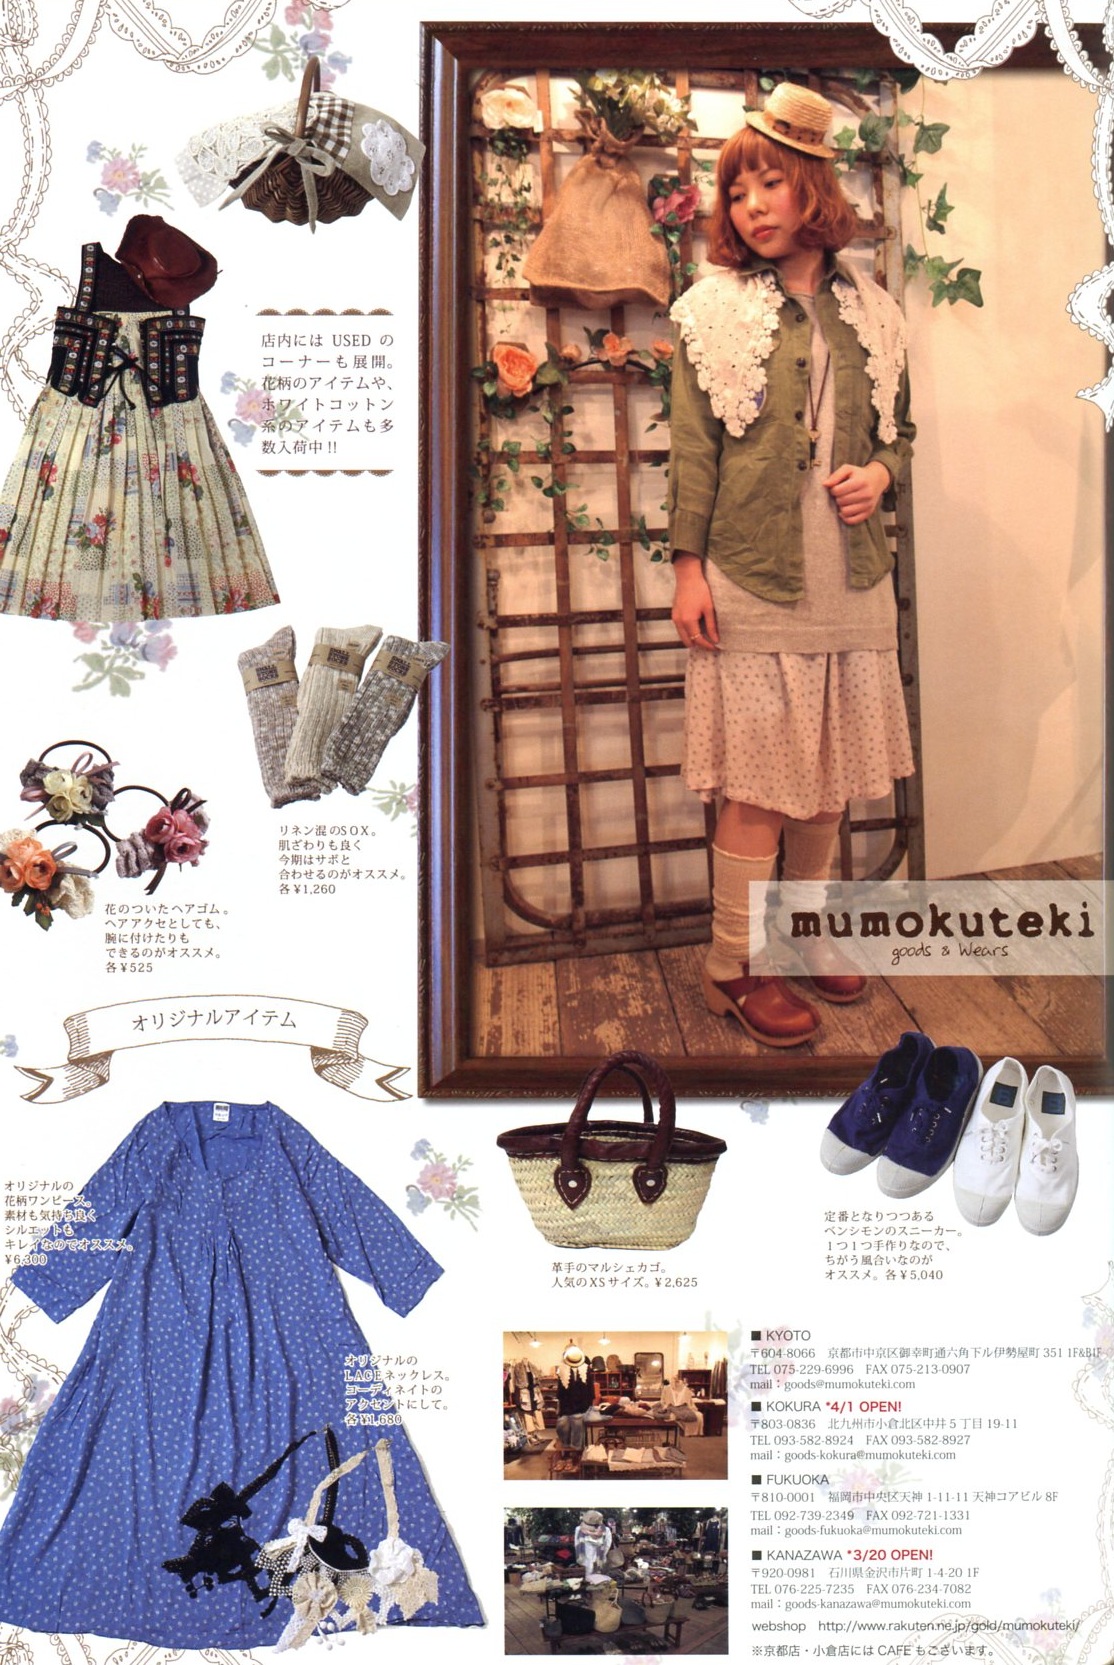 店内には USED の
コーナーも展開。
花柄のアイテムや、
ホワイトコットン
系のアイテムも多
数入荷中!!
リネン混のSOX。
肌ざわりも良く
今期はサボと
合わせるのがオススメ。
各¥1,260
花のついたヘアゴム。
ヘアアクセとしても、
腕に付けたりも
できるのがオススメ。
各¥525
mumokuteki
goods & Wears
オリジナルアイテム
オリジナルの
花柄ワンピース。
素材も気持ち良く
シルエットも
キレイなのでオススメ。
¥6,300
革手のマルシェカゴ。
人気のXSサイズ。¥2,625
定番となりつつある
ベンシモンのスニーカー。
1つ1つ手作りなので、
ちがう風合いなのが
オススメ。各¥5,040
オリジナルの
LACEネックレス。
コーディネイトの
アクセントにして。
各¥1,680
■ KYOTO
〒604-8066 京都市中京区御幸町通六角下ル伊勢屋町 351 1F&B1F
TEL 075-229-6996 FAX 075-213-0907
mail：goods@mumokuteki.com
■ KOKURA *4/1 OPEN!
〒803-0836 北九州市小倉北区中井 5 丁目 19-11
TEL 093-582-8924 FAX 093-582-8927
mail：goods-kokura@mumokuteki.com
■ FUKUOKA
〒810-0001 福岡市中央区天神 1-11-11 天神コアビル 8F
TEL 092-739-2349 FAX 092-721-1331
mail：goods-fukuoka@mumokuteki.com
■ KANAZAWA *3/20 OPEN!
〒920-0981 石川県金沢市片町 1-4-20 1F
TEL 076-225-7235 FAX 076-234-7082
mail：goods-kanazawa@mumokuteki.com
webshop http://www.rakuten.ne.jp/gold/mumokuteki/
※京都店・小倉店には CAFE もございます。